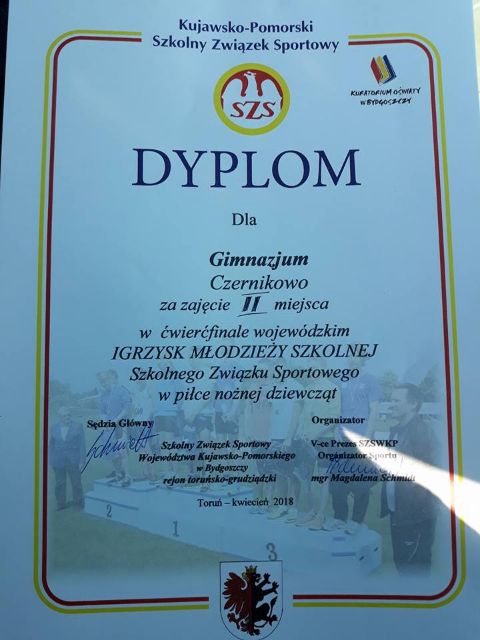 Kujawsko-Pomorski
Szkolny Związek Sportowy
SZS
KURATORIUM OŚWIATY
W BYDGOSZCZY
DYPLOM
Dla
Gimnazjum
Czernikowo
za zajęcie II miejsca
w ćwierćfinale wojewódzkim
IGRZYSK MŁODZIEŻY SZKOLNEJ
Szkolnego Związku Sportowego
w piłce nożnej dziewcząt
Sędzia Główny
Szkolny Związek Sportowy
Województwa Kujawsko-Pomorskiego
w Bydgoszczy
rejon toruńsko-grudziądzki
Organizator
V-ce Prezes SZSWKP
Organizator Sportu
mgr Magdalena Schmidt
Toruń – kwiecień 2018
2
1
3